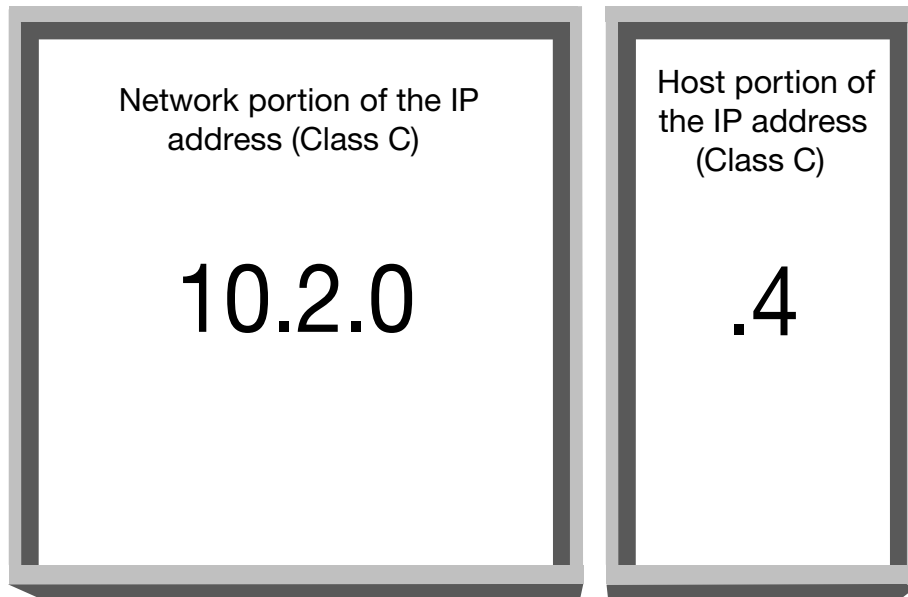 Network portion of the IP
address (Class C)
10.2.0
Host portion of
the IP address
(Class C)
.4